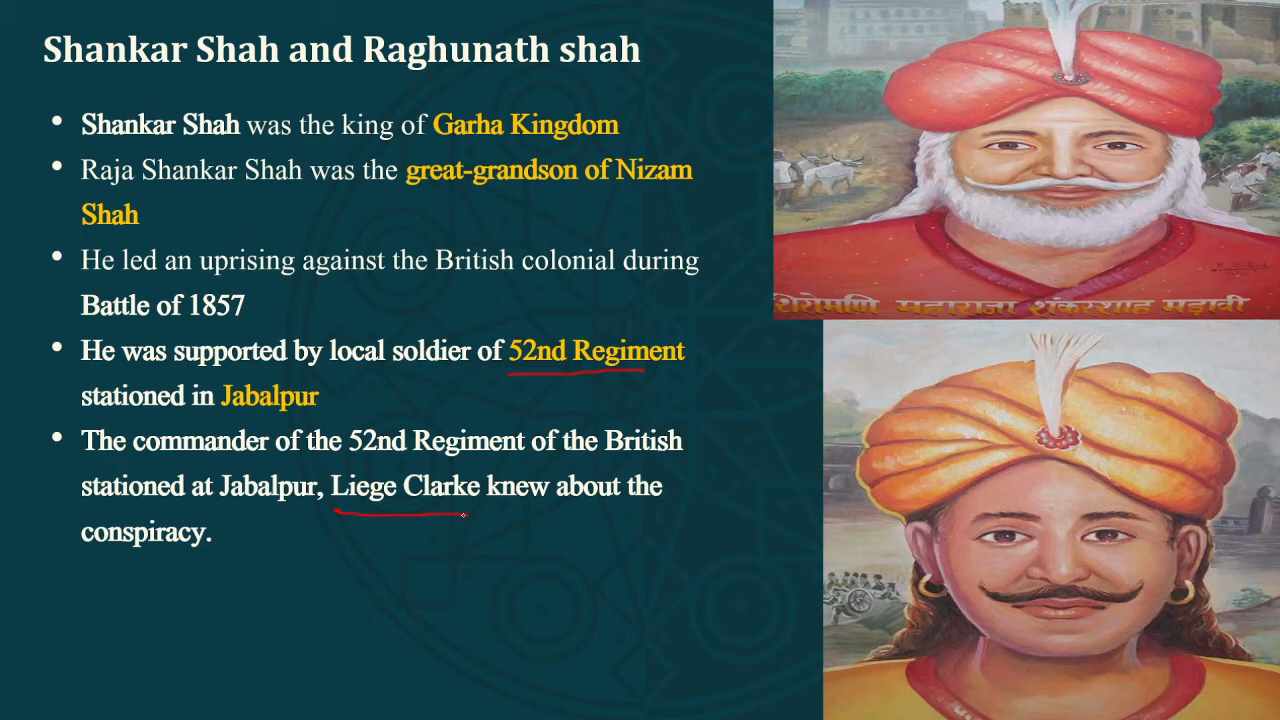 Shankar Shah and Raghunath shah
• Shankar Shah was the king of Garha Kingdom
• Raja Shankar Shah was the great-grandson of Nizam
Shah
• He led an uprising against the British colonial during
Battle of 1857
• He was supported by local soldier of 52nd Regiment
stationed in Jabalpur
• The commander of the 52nd Regiment of the British
stationed at Jabalpur, Liege Clarke knew about the
conspiracy.
शिरोमणि महाराजा शंकरशाह मड़ावी